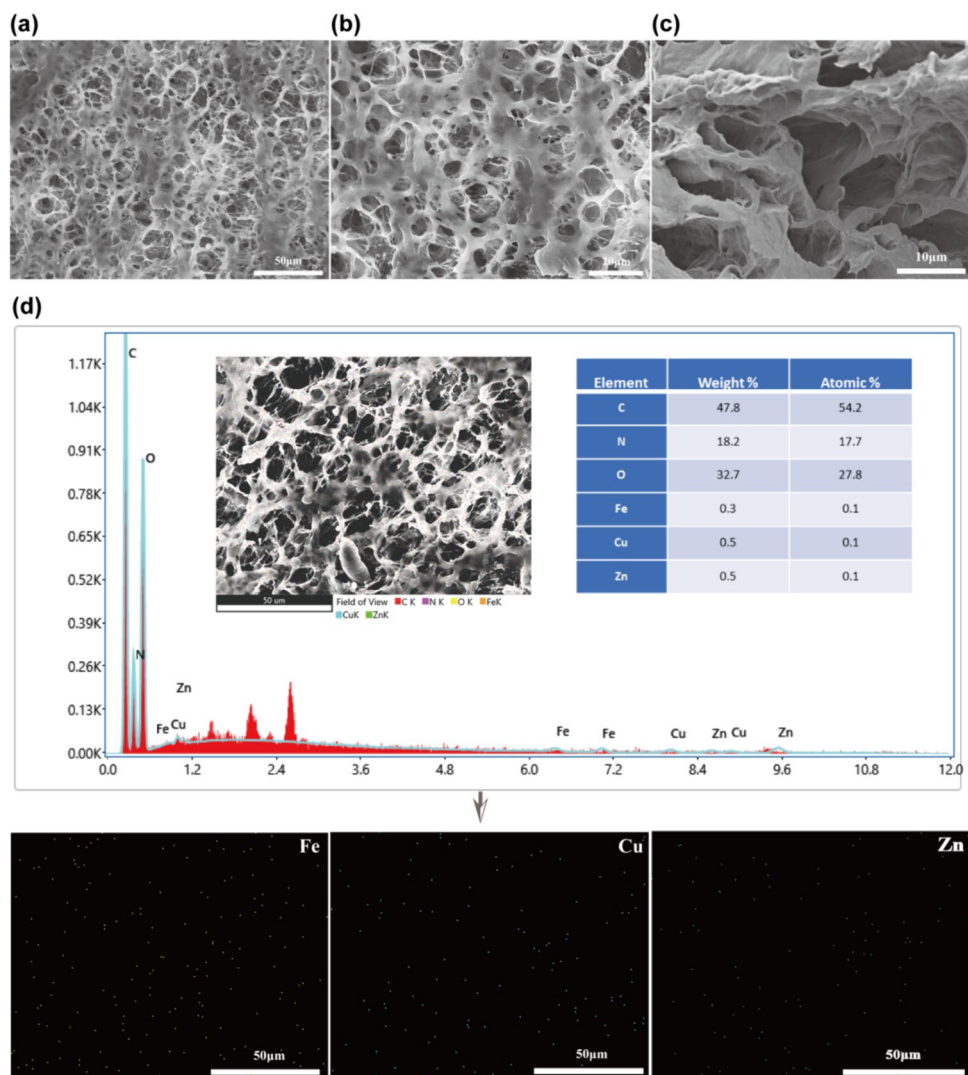 (a)
(b)
(c)
50μm
20μm
10μm
(d)
1.17K
1.04K
0.91K
0.78K
0.65K
0.52K
0.39K
0.26K
0.13K
0.00K
C
O
N
Fe
Cu
Zn
Fe
Fe
Cu
Zn
Cu
Zn
0.0 1.2 2.4 3.6 4.8 6.0 7.2 8.4 9.6 10.8 12.0
50 um
Field of View C K N K O K FeK
CuK ZnK
Element Weight % Atomic %
C 47.8 54.2
N 18.2 17.7
O 32.7 27.8
Fe 0.3 0.1
Cu 0.5 0.1
Zn 0.5 0.1
Fe
Cu
Zn
50μm
50μm
50μm